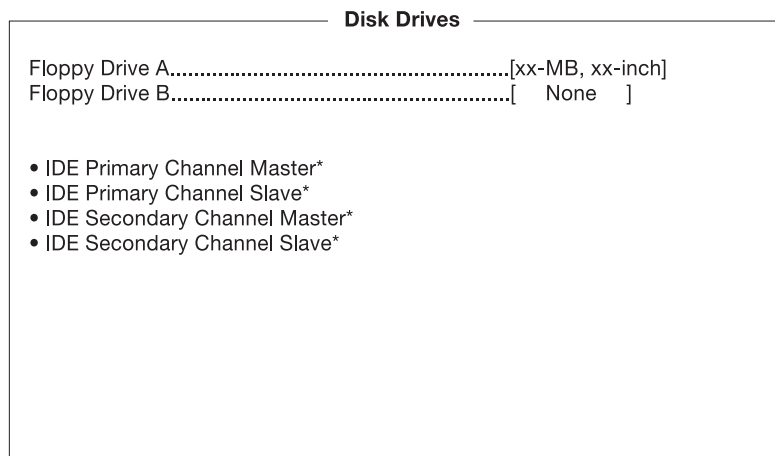 Disk Drives
Floppy Drive A..........................................................[xx-MB, xx-inch]
Floppy Drive B..........................................................[ None ]
• IDE Primary Channel Master*
• IDE Primary Channel Slave*
• IDE Secondary Channel Master*
• IDE Secondary Channel Slave*